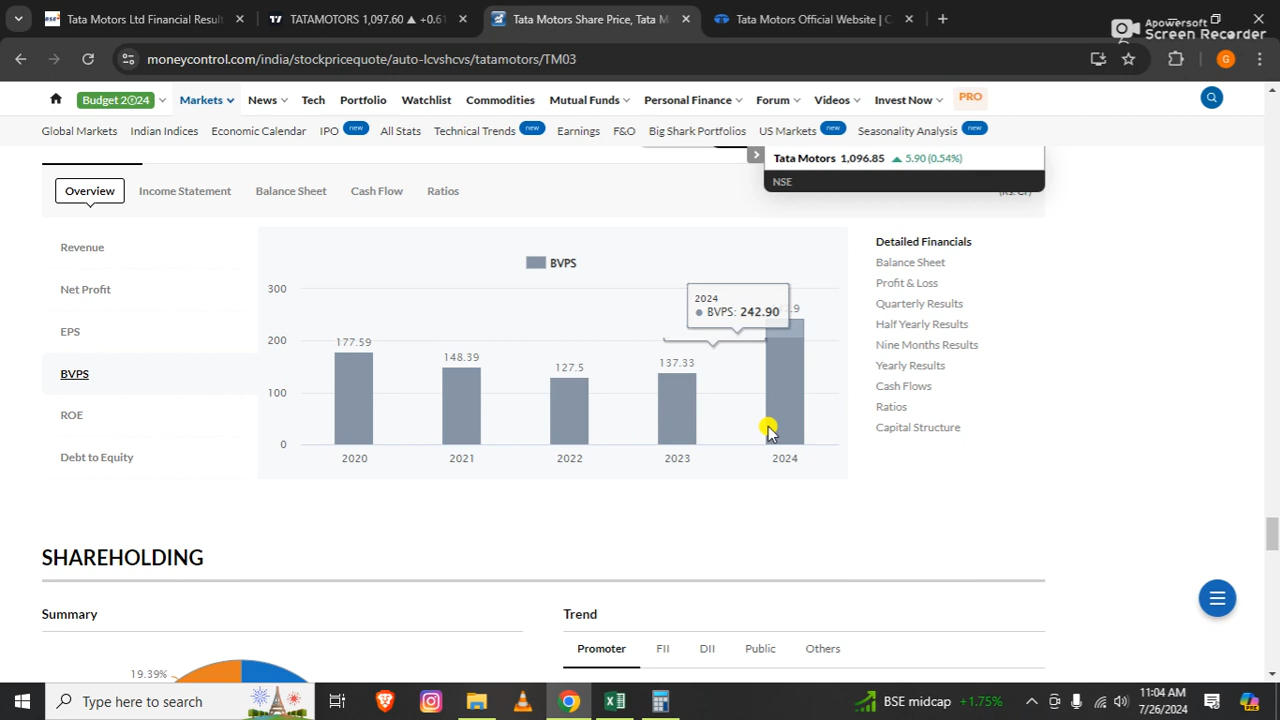 Tata Motors Ltd Financial Result
TATAMOTORS 1,097.60 ▲ +0.6
Tata Motors Share Price, Tata M
Tata Motors Official Website | C
Apowersoft
Screen Recorder
moneycontrol.com/india/stockpricequote/auto-lcvshcvs/tatamotors/TM03
G
Budget 2024 Markets News Tech Portfolio Watchlist Commodities Mutual Funds Personal Finance Forum Videos Invest Now PRO
Global Markets Indian Indices Economic Calendar IPO new All Stats Technical Trends new Earnings F&O Big Shark Portfolios US Markets new Seasonality Analysis new
Tata Motors 1,096.85 ▲ 5.90 (0.54%)
NSE
Overview Income Statement Balance Sheet Cash Flow Ratios
Revenue
Net Profit
EPS
BVPS
ROE
Debt to Equity
BVPS
300
200
100
0
177.59
148.39
127.5
137.33
2024
BVPS: 242.90
2020 2021 2022 2023 2024
Detailed Financials
Balance Sheet
Profit & Loss
Quarterly Results
Half Yearly Results
Nine Months Results
Yearly Results
Cash Flows
Ratios
Capital Structure
SHAREHOLDING
Summary
19.39%
Trend
Promoter FII DII Public Others
Type here to search
BSE midcap +1.75%
11:04 AM
7/26/2024
PRE